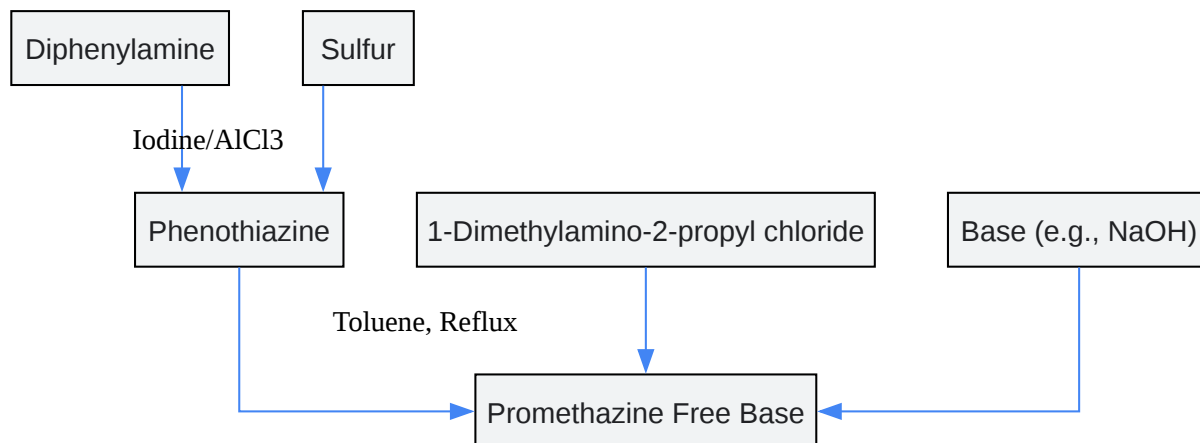 Diphenylamine
Sulfur
Iodine/AlCl3
Phenothiazine
1-Dimethylamino-2-propyl chloride
Base (e.g., NaOH)
Toluene, Reflux
Promethazine Free Base